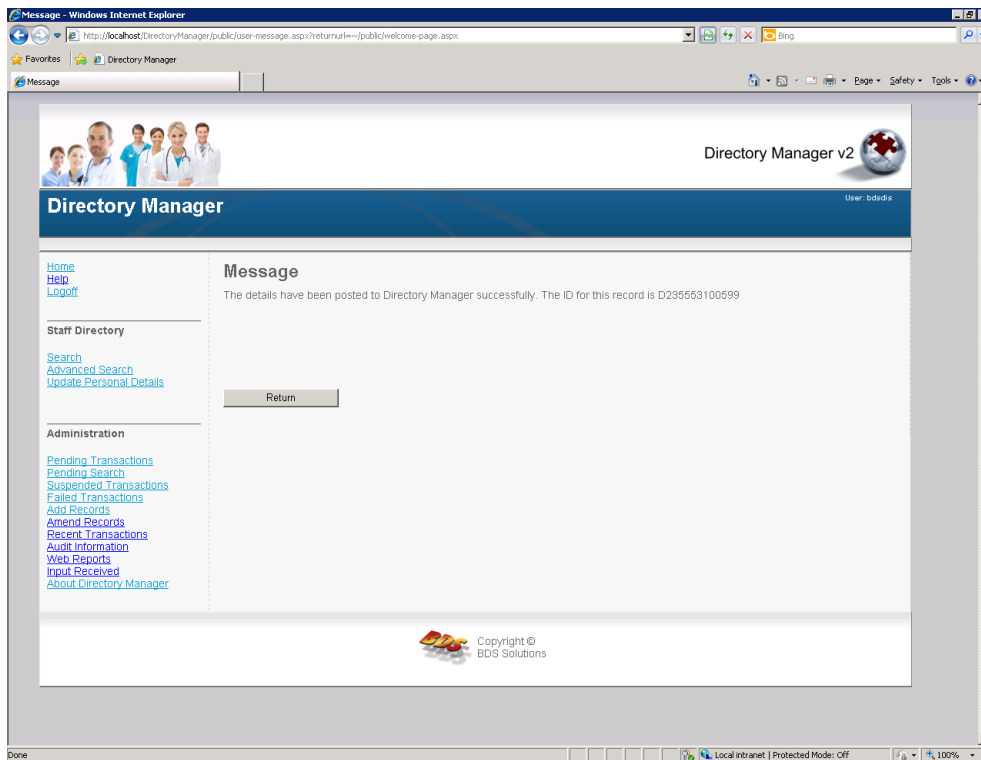 Message - Windows Internet Explorer
http://localhost/DirectoryManager/public/user-message.aspx?returnurl=~/public/welcome-page.aspx
Bing
Favorites Directory Manager
Message
Page Safety Tools
Directory Manager v2
Directory Manager
User: bdsdis
Home
Help
Logoff
Staff Directory
Search
Advanced Search
Update Personal Details
Administration
Pending Transactions
Pending Search
Suspended Transactions
Failed Transactions
Add Records
Amend Records
Recent Transactions
Audit Information
Web Reports
Input Received
About Directory Manager
Message
The details have been posted to Directory Manager successfully. The ID for this record is D235553100599
Return
BDS
Copyright ©
BDS Solutions
Done
Local intranet | Protected Mode: Off
100%